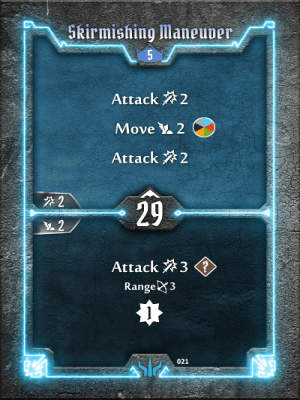 Skirmishing Maneuver
5
Attack 2
Move 2
Attack 2
2
29
2
Attack 3 ?
Range 3
1
021